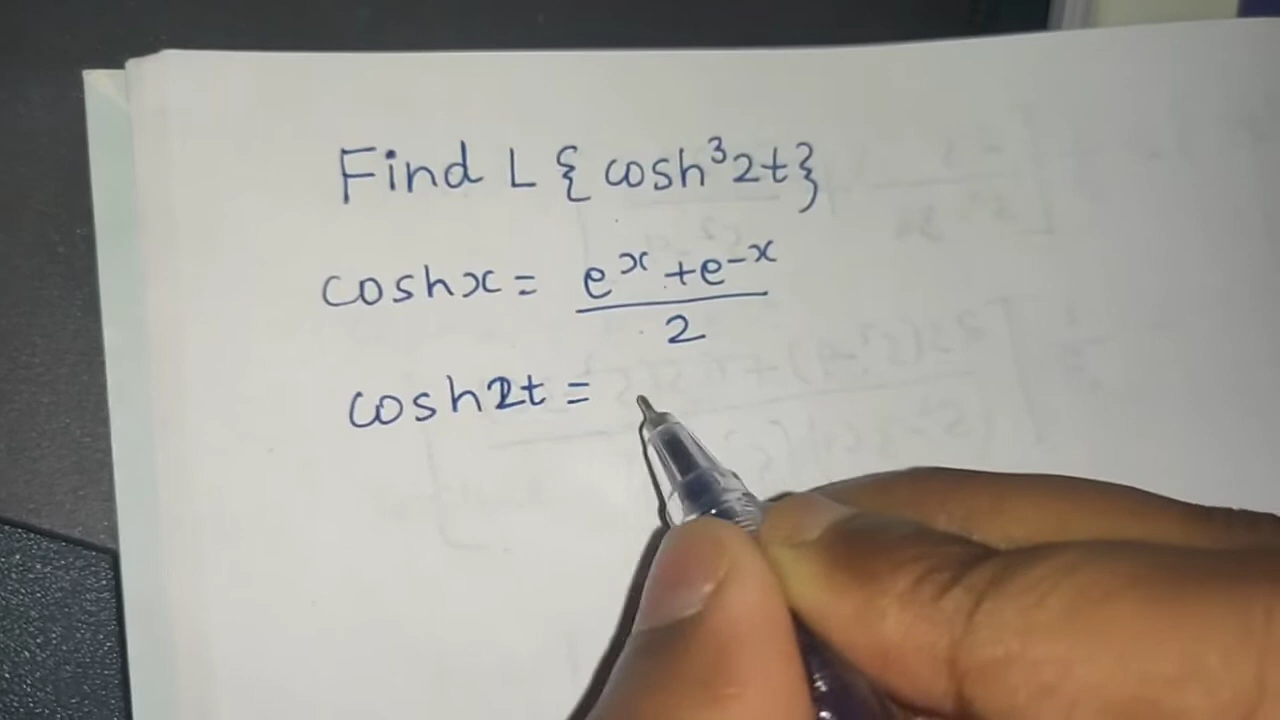 Find L { cosh³2t}
coshx = e^x + e^-x / 2
cosh2t =